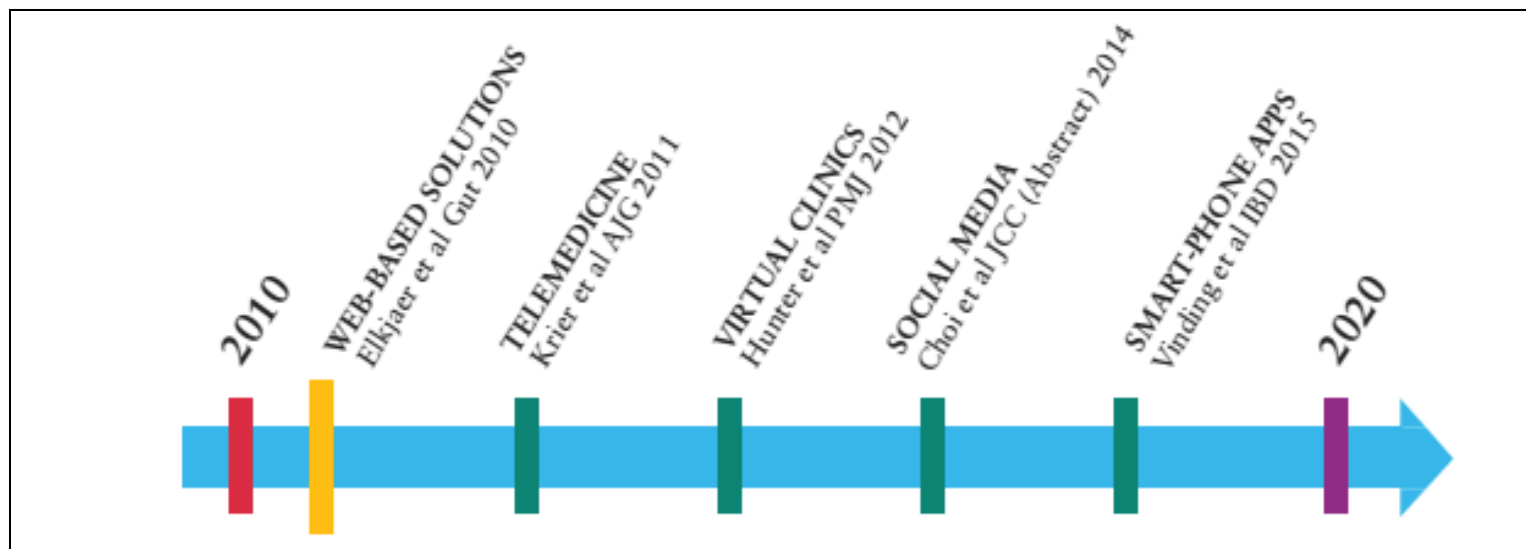 2010
WEB-BASED SOLUTIONS
Elkjaer et al Gut 2010
TELEMEDICINE
Krier et al AJG 2011
VIRTUAL CLINICS
Hunter et al PMJ 2012
SOCIAL MEDIA
Choi et al JCC (Abstract) 2014
SMART-PHONE APPS
Vinding et al IBD 2015
2020